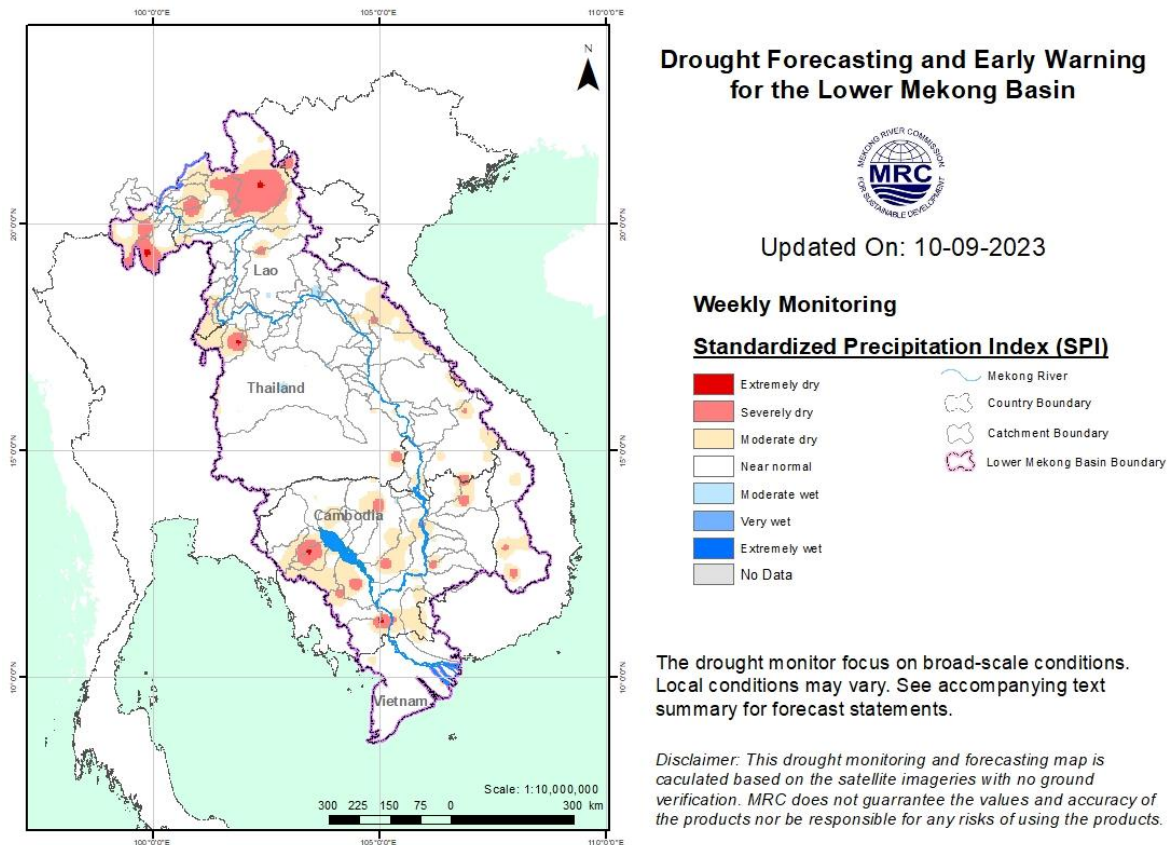 100°0'0"E
105°0'0"E
110°0'0"E
20°0'0"N
20°0'0"N
15°0'0"N
15°0'0"N
10°0'0"N
10°0'0"N
N
Lao
Thailand
Cambodia
Vietnam
Scale: 1:10,000,000
300 225 150 75 0 300 km
100°0'0"E
105°0'0"E
110°0'0"E
Drought Forecasting and Early Warning
for the Lower Mekong Basin
MEKONG RIVER COMMISSION
MRC
FOR SUSTAINABLE DEVELOPMENT
Updated On: 10-09-2023
Weekly Monitoring
Standardized Precipitation Index (SPI)
Extremely dry
Severely dry
Moderate dry
Near normal
Moderate wet
Very wet
Extremely wet
No Data
Mekong River
Country Boundary
Catchment Boundary
Lower Mekong Basin Boundary
The drought monitor focus on broad-scale conditions.
Local conditions may vary. See accompanying text
summary for forecast statements.
Disclaimer: This drought monitoring and forecasting map is
caculated based on the satellite imageries with no ground
verification. MRC does not guarrantee the values and accuracy of
the products nor be responsible for any risks of using the products.